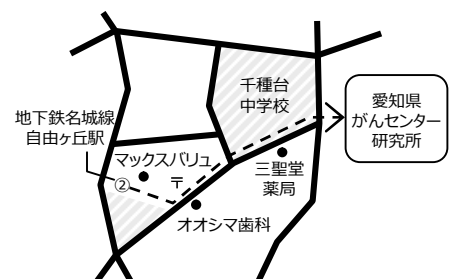 千種台
中学校
愛知県
がんセンター
研究所
地下鉄名城線
自由ヶ丘駅
マックスバリュ
②
〒
三聖堂
薬局
オオシマ歯科